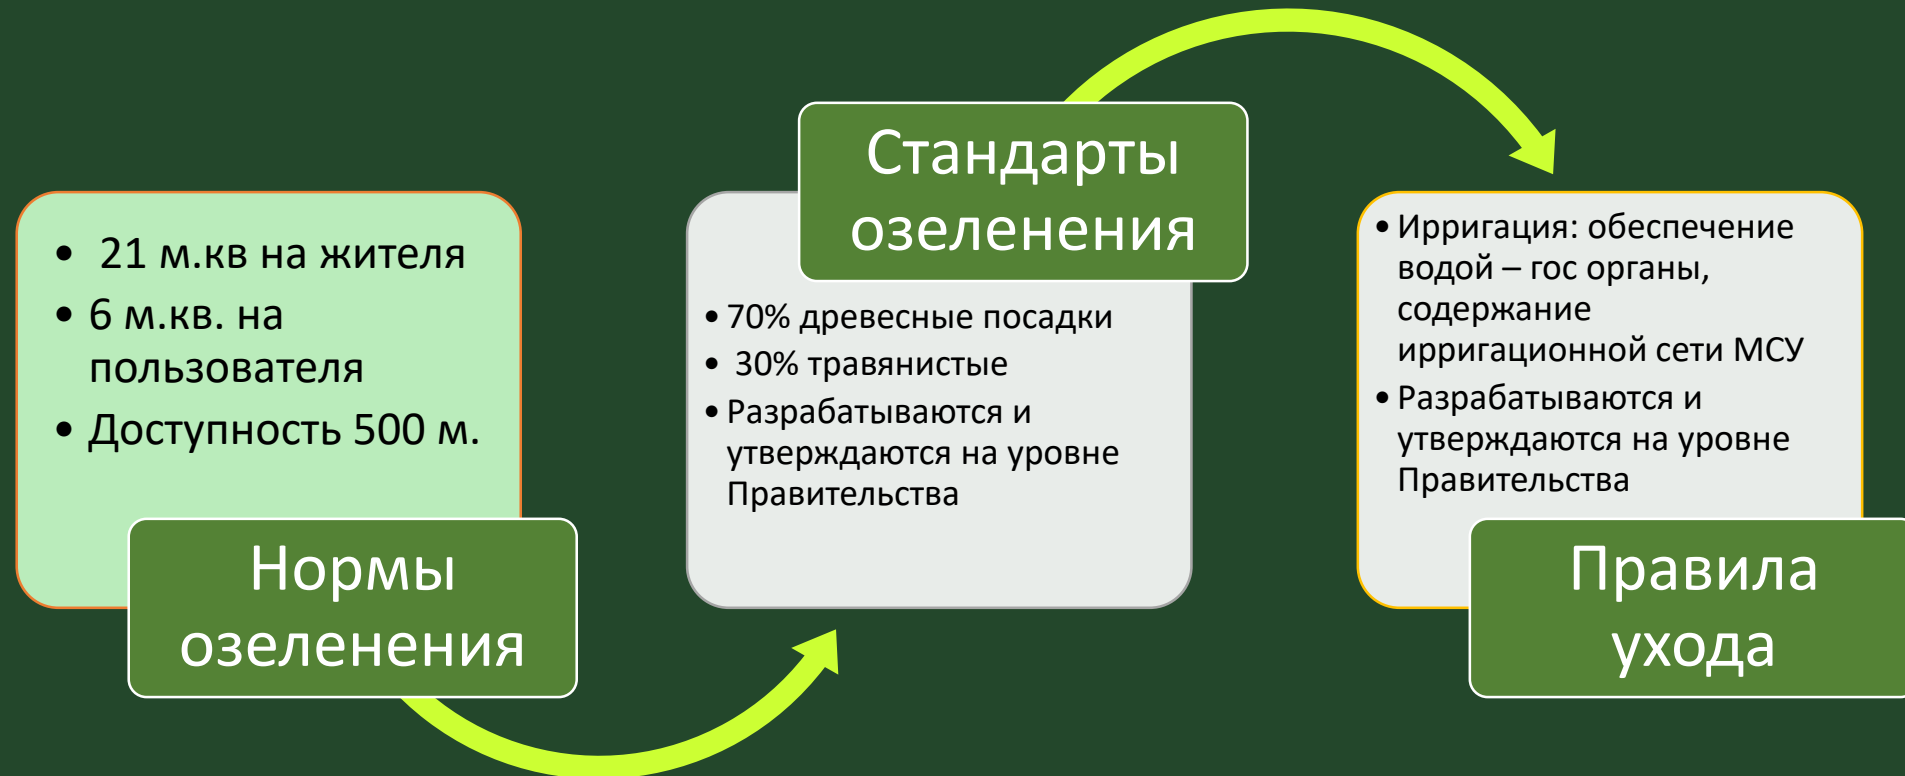 • 21 м.кв на жителя
• 6 м.кв. на
пользователя
• Доступность 500 м.
Нормы
озеленения
Стандарты
озеленения
• 70% древесные посадки
• 30% травянистые
• Разрабатываются и
утверждаются на уровне
Правительства
• Ирригация: обеспечение
водой – гос органы,
содержание
ирригационной сети МСУ
• Разрабатываются и
утверждаются на уровне
Правительства
Правила
ухода